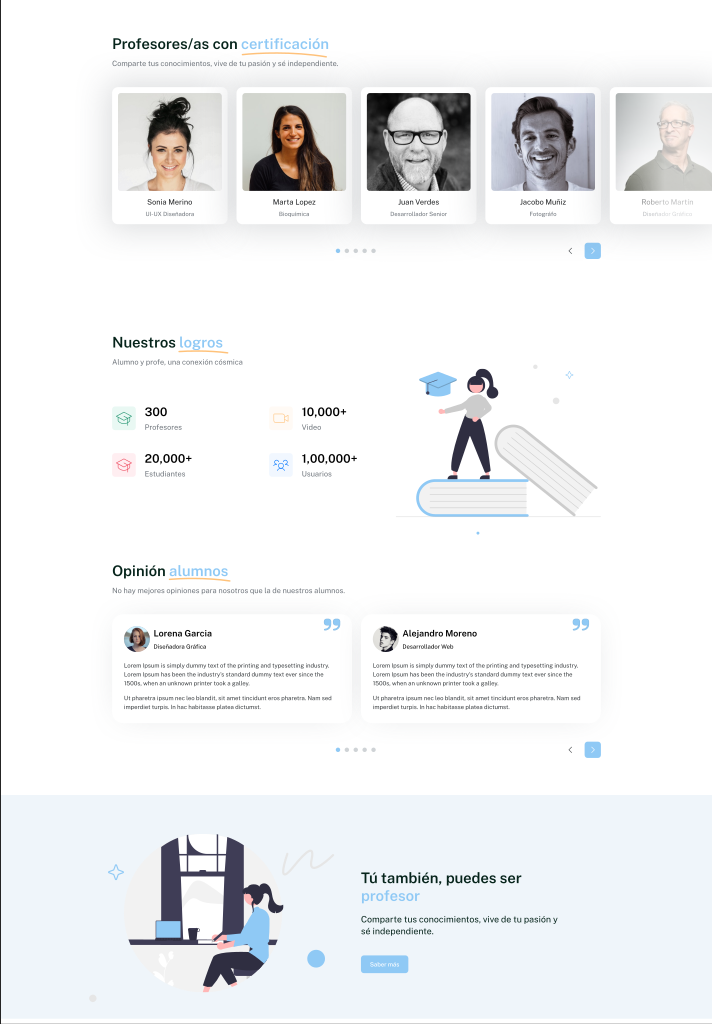 Profesores/as con certificación
Comparte tus conocimientos, vive de tu pasión y sé independiente.
Sonia Merino
UI-UX Diseñadora
Marta Lopez
Bioquímica
Juan Verdes
Desarrollador Senior
Jacobo Muñiz
Fotográfo
Roberto Martín
Diseñador Gráfico
Nuestros logros
Alumno y profe, una conexión cósmica
300
Profesores
10,000+
Video
20,000+
Estudiantes
1,00,000+
Usuarios
Opinión alumnos
No hay mejores opiniones para nosotros que la de nuestros alumnos.
Lorena Garcia
Diseñadora Gráfica
Lorem Ipsum is simply dummy text of the printing and typesetting industry.
Lorem Ipsum has been the industry's standard dummy text ever since the
1500s, when an unknown printer took a galley.
Ut pharetra ipsum nec leo blandit, sit amet tincidunt eros pharetra. Nam sed
imperdiet turpis. In hac habitasse platea dictumst.
Alejandro Moreno
Desarrollador Web
Lorem Ipsum is simply dummy text of the printing and typesetting industry.
Lorem Ipsum has been the industry's standard dummy text ever since the
1500s, when an unknown printer took a galley.
Ut pharetra ipsum nec leo blandit, sit amet tincidunt eros pharetra. Nam sed
imperdiet turpis. In hac habitasse platea dictumst.
Tú también, puedes ser
profesor
Comparte tus conocimientos, vive de tu pasión y
sé independiente.
Saber más